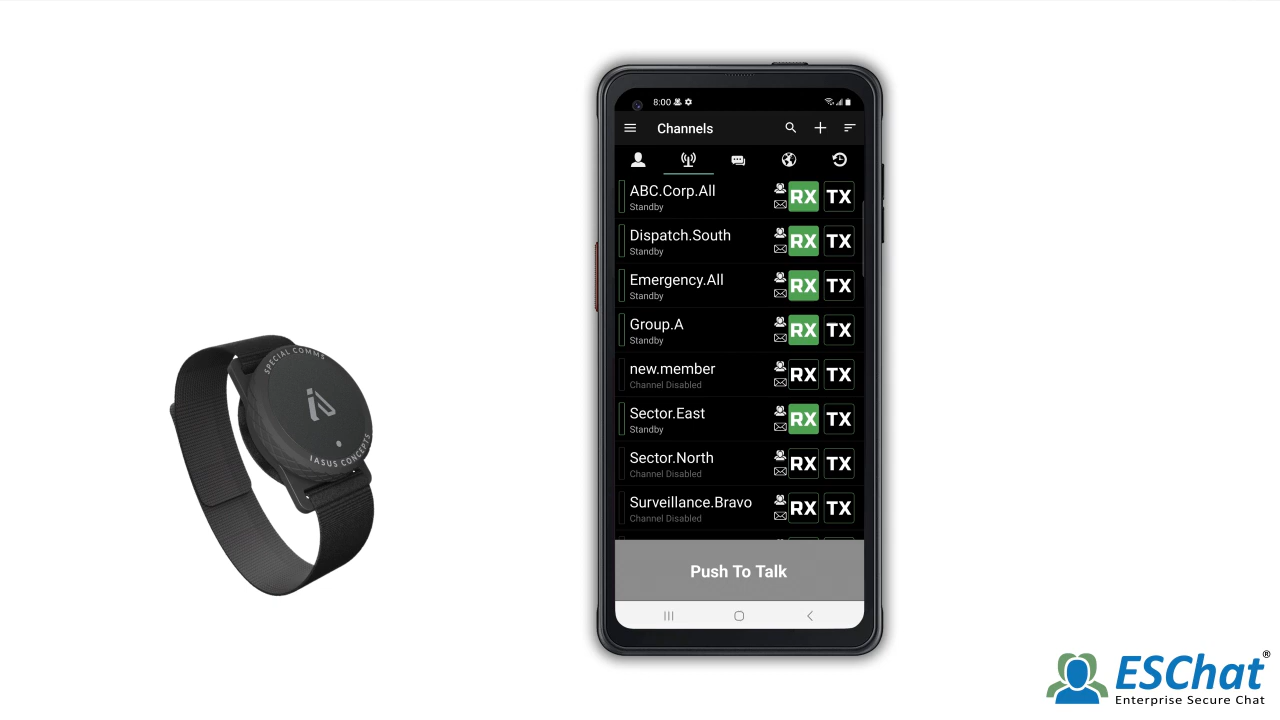 8:00
Channels
ABC.Corp.All
Standby
RX TX
Dispatch.South
Standby
RX TX
Emergency.All
Standby
RX TX
Group.A
Standby
RX TX
new.member
Channel Disabled
RX TX
Sector.East
Standby
RX TX
Sector.North
Channel Disabled
RX TX
Surveillance.Bravo
Channel Disabled
RX TX
Push To Talk
SPECIAL COMMS
IASUS CONCEPTS
ESChat®
Enterprise Secure Chat